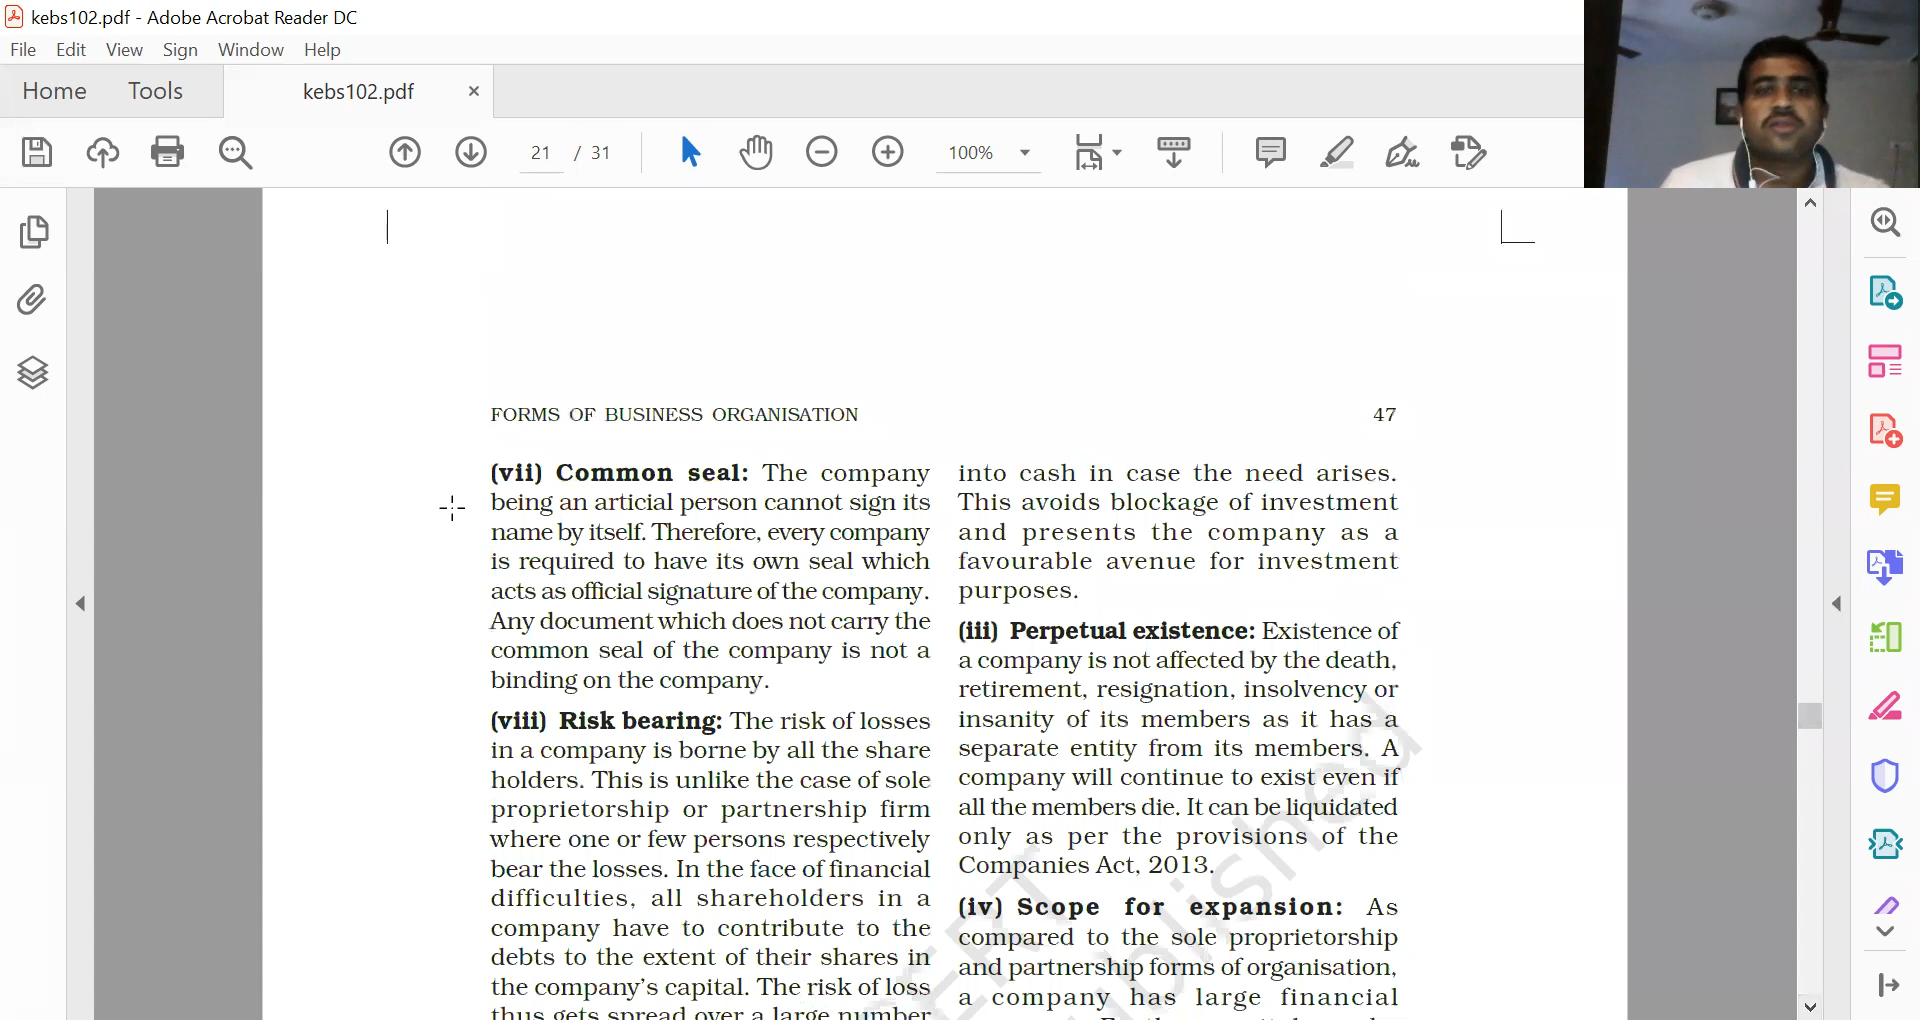 kebs102.pdf - Adobe Acrobat Reader DC
File Edit View Sign Window Help
Home Tools kebs102.pdf
21 / 31 100%
FORMS OF BUSINESS ORGANISATION 47
(vii) Common seal: The company
being an articial person cannot sign its
name by itself. Therefore, every company
is required to have its own seal which
acts as official signature of the company.
Any document which does not carry the
common seal of the company is not a
binding on the company.
(viii) Risk bearing: The risk of losses
in a company is borne by all the share
holders. This is unlike the case of sole
proprietorship or partnership firm
where one or few persons respectively
bear the losses. In the face of financial
difficulties, all shareholders in a
company have to contribute to the
debts to the extent of their shares in
the company's capital. The risk of loss
thus gets spread over a large number
into cash in case the need arises.
This avoids blockage of investment
and presents the company as a
favourable avenue for investment
purposes.
(iii) Perpetual existence: Existence of
a company is not affected by the death,
retirement, resignation, insolvency or
insanity of its members as it has a
separate entity from its members. A
company will continue to exist even if
all the members die. It can be liquidated
only as per the provisions of the
Companies Act, 2013.
(iv) Scope for expansion: As
compared to the sole proprietorship
and partnership forms of organisation,
a company has large financial